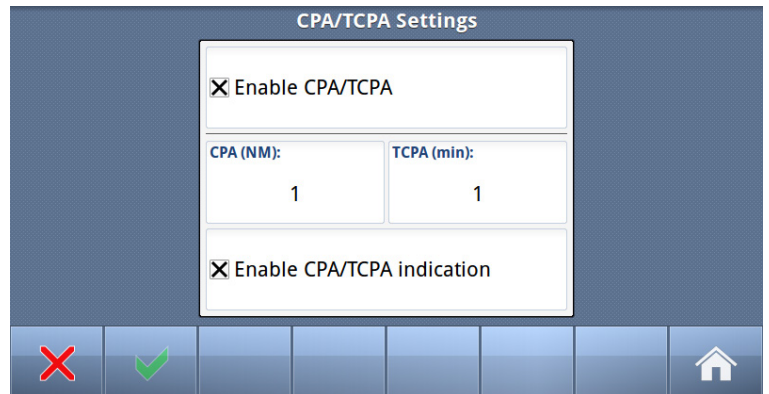 CPA/TCPA Settings
Enable CPA/TCPA
CPA (NM):
TCPA (min):
1
1
Enable CPA/TCPA indication